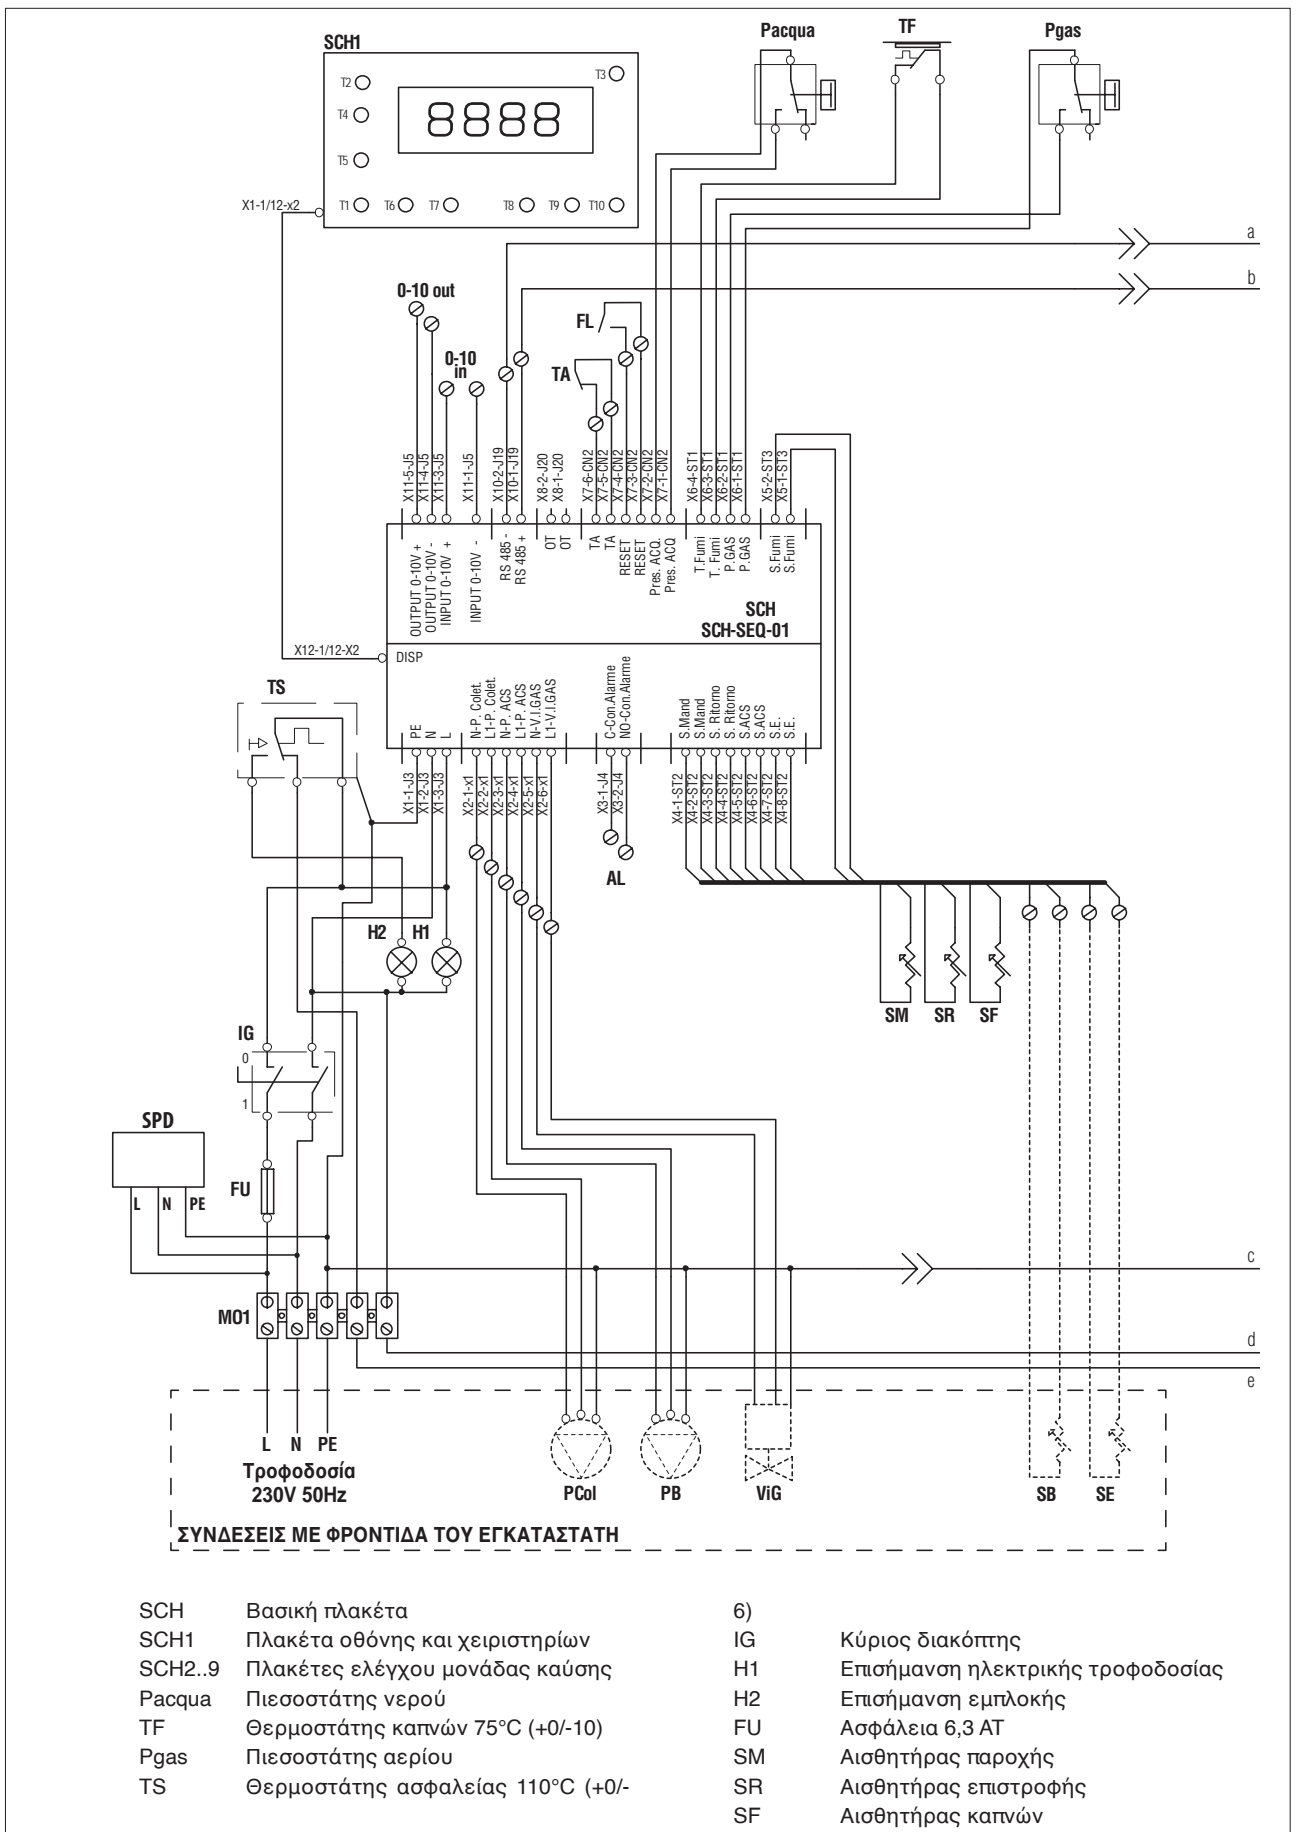 Pacqua
TF
Pgas
SCH1
T2
T3
T4
8888
T5
X1-1/12-x2
T1
T6
T7
T8
T9
T10
a
b
0-10 out
0-10
in
FL
TA
X11-5-J5
X11-4-J5
X11-3-J5
X11-1-J5
X10-2-J19
X10-1-J19
X8-2-J20
X8-1-J20
X7-6-CN2
X7-5-CN2
X7-4-CN2
X7-3-CN2
X7-2-CN2
X7-1-CN2
X6-4-ST1
X6-3-ST1
X6-2-ST1
X6-1-ST1
X5-2-ST3
X5-1-ST3
OUTPUT 0-10V +
OUTPUT 0-10V -
INPUT 0-10V +
INPUT 0-10V -
RS 485 -
RS 485 +
OT
OT
TA
TA
RESET
RESET
Pres. ACQ.
Pres. ACQ
T.Fumi
T. Fumi
P.GAS
P.GAS
S.Fumi
S.Fumi
SCH
SCH-SEQ-01
X12-1/12-X2
DISP
TS
PE
N
L
N-P. Colet.
L1-P. Colet.
N-P. ACS
L1-P. ACS
N-V.I.GAS
L1-V.I.GAS
C-Con.Alarme
NO-Con.Alarme
S.Mand
S.Mand
S. Ritorno
S. Ritorno
S.ACS
S.ACS
S.E.
S.E.
X1-1-J3
X1-2-J3
X1-3-J3
X2-1-x1
X2-2-x1
X2-3-x1
X2-4-x1
X2-5-x1
X2-6-x1
X3-1-J4
X3-2-J4
X4-1-ST2
X4-2-ST2
X4-3-ST2
X4-4-ST2
X4-5-ST2
X4-6-ST2
X4-7-ST2
X4-8-ST2
AL
H2
H1
SM
SR
SF
IG
0
1
SPD
L
N
PE
FU
c
MO1
d
e
L
N
PE
Τροφοδοσία
230V 50Hz
PCol
PB
ViG
SB
SE
ΣΥΝΔΕΣΕΙΣ ΜΕ ΦΡΟΝΤΙΔΑ ΤΟΥ ΕΓΚΑΤΑΣΤΑΤΗ
SCH Βασική πλακέτα
SCH1 Πλακέτα οθόνης και χειριστηρίων
SCH2..9 Πλακέτες ελέγχου μονάδας καύσης
Pacqua Πιεσοστάτης νερού
TF Θερμοστάτης καπνών 75°C (+0/-10)
Pgas Πιεσοστάτης αερίου
TS Θερμοστάτης ασφαλείας 110°C (+0/-
6)
IG Κύριος διακόπτης
H1 Επισήμανση ηλεκτρικής τροφοδοσίας
H2 Επισήμανση εμπλοκής
FU Ασφάλεια 6,3 AT
SM Αισθητήρας παροχής
SR Αισθητήρας επιστροφής
SF Αισθητήρας καπνών